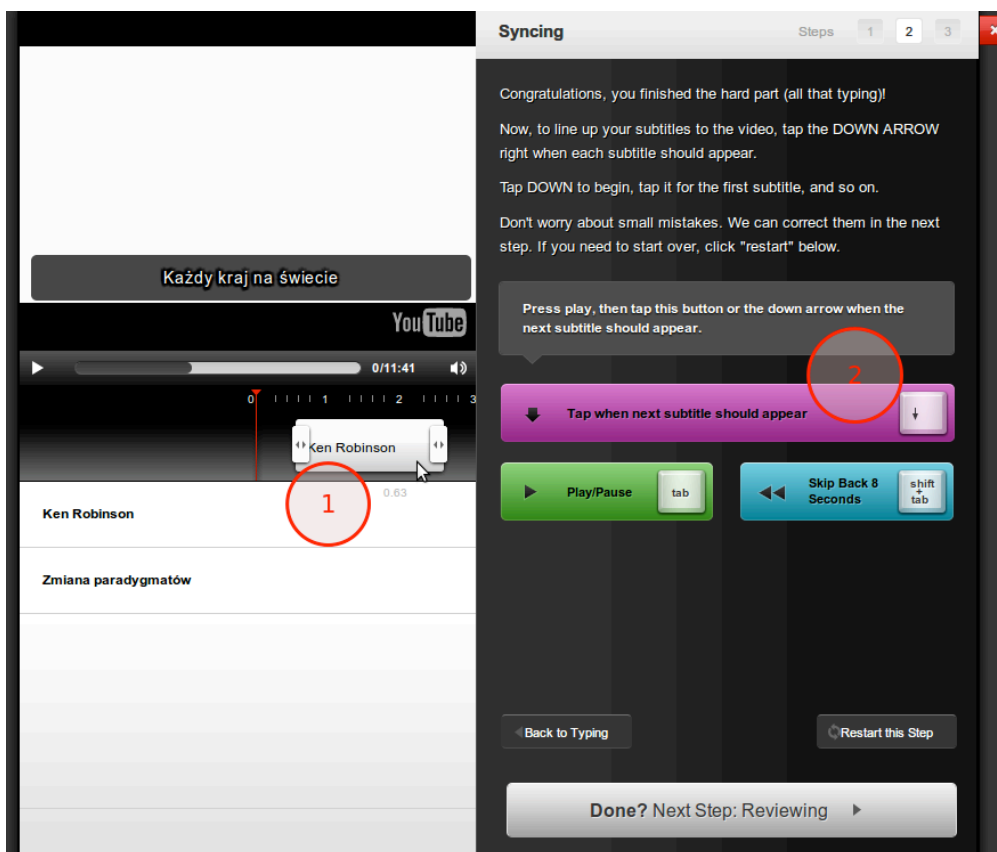 Syncing
Steps 1 2 3
Congratulations, you finished the hard part (all that typing)!
Now, to line up your subtitles to the video, tap the DOWN ARROW
right when each subtitle should appear.
Tap DOWN to begin, tap it for the first subtitle, and so on.
Don't worry about small mistakes. We can correct them in the next
step. If you need to start over, click "restart" below.
Każdy kraj na świecie
YouTube
0/11:41
0 1 2 3
Ken Robinson
1
0.63
Ken Robinson
Zmiana paradygmatów
Press play, then tap this button or the down arrow when the
next subtitle should appear.
2
Tap when next subtitle should appear
Play/Pause
tab
Skip Back 8
Seconds
shift
+
tab
Back to Typing
Restart this Step
Done? Next Step: Reviewing